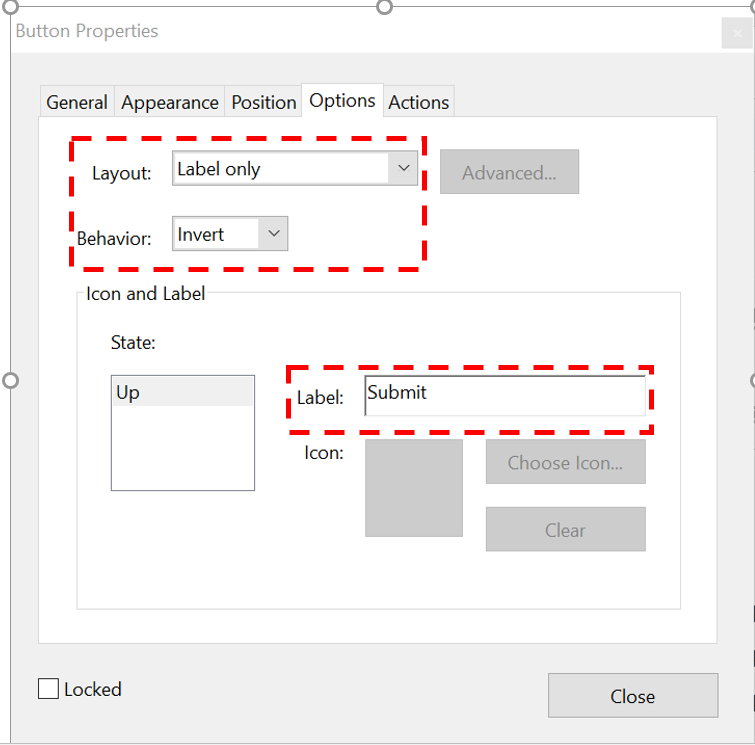 Button Properties
General Appearance Position Options Actions
Layout: Label only Advanced...
Behavior: Invert
Icon and Label
State:
Up
Label: Submit
Icon: Choose Icon...
Clear
Locked
Close